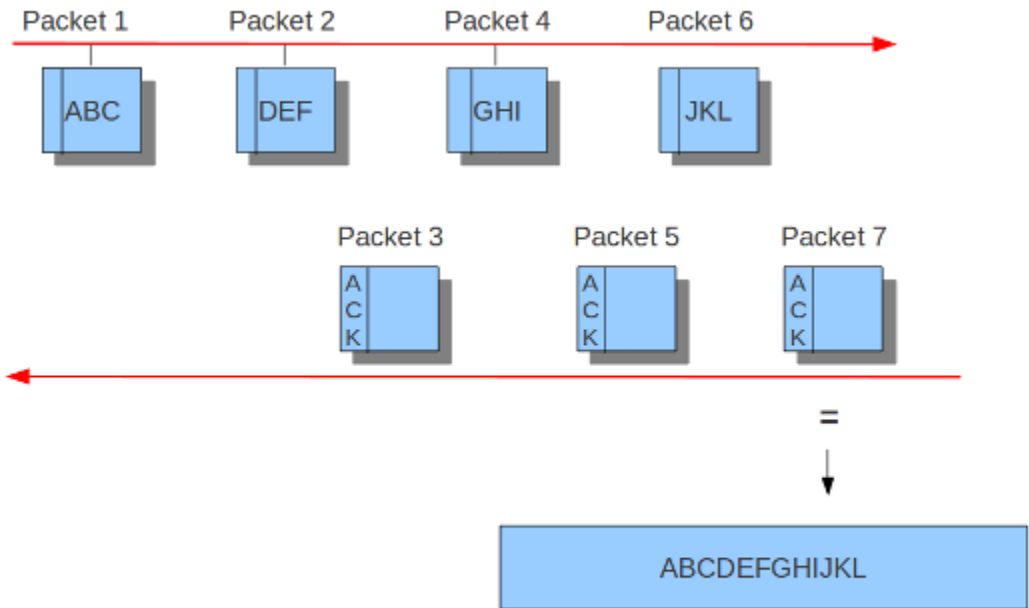 Packet 1 Packet 2 Packet 4 Packet 6
ABC DEF GHI JKL
Packet 3 Packet 5 Packet 7
A A A
C C C
K K K
=
ABCDEFGHIJKL